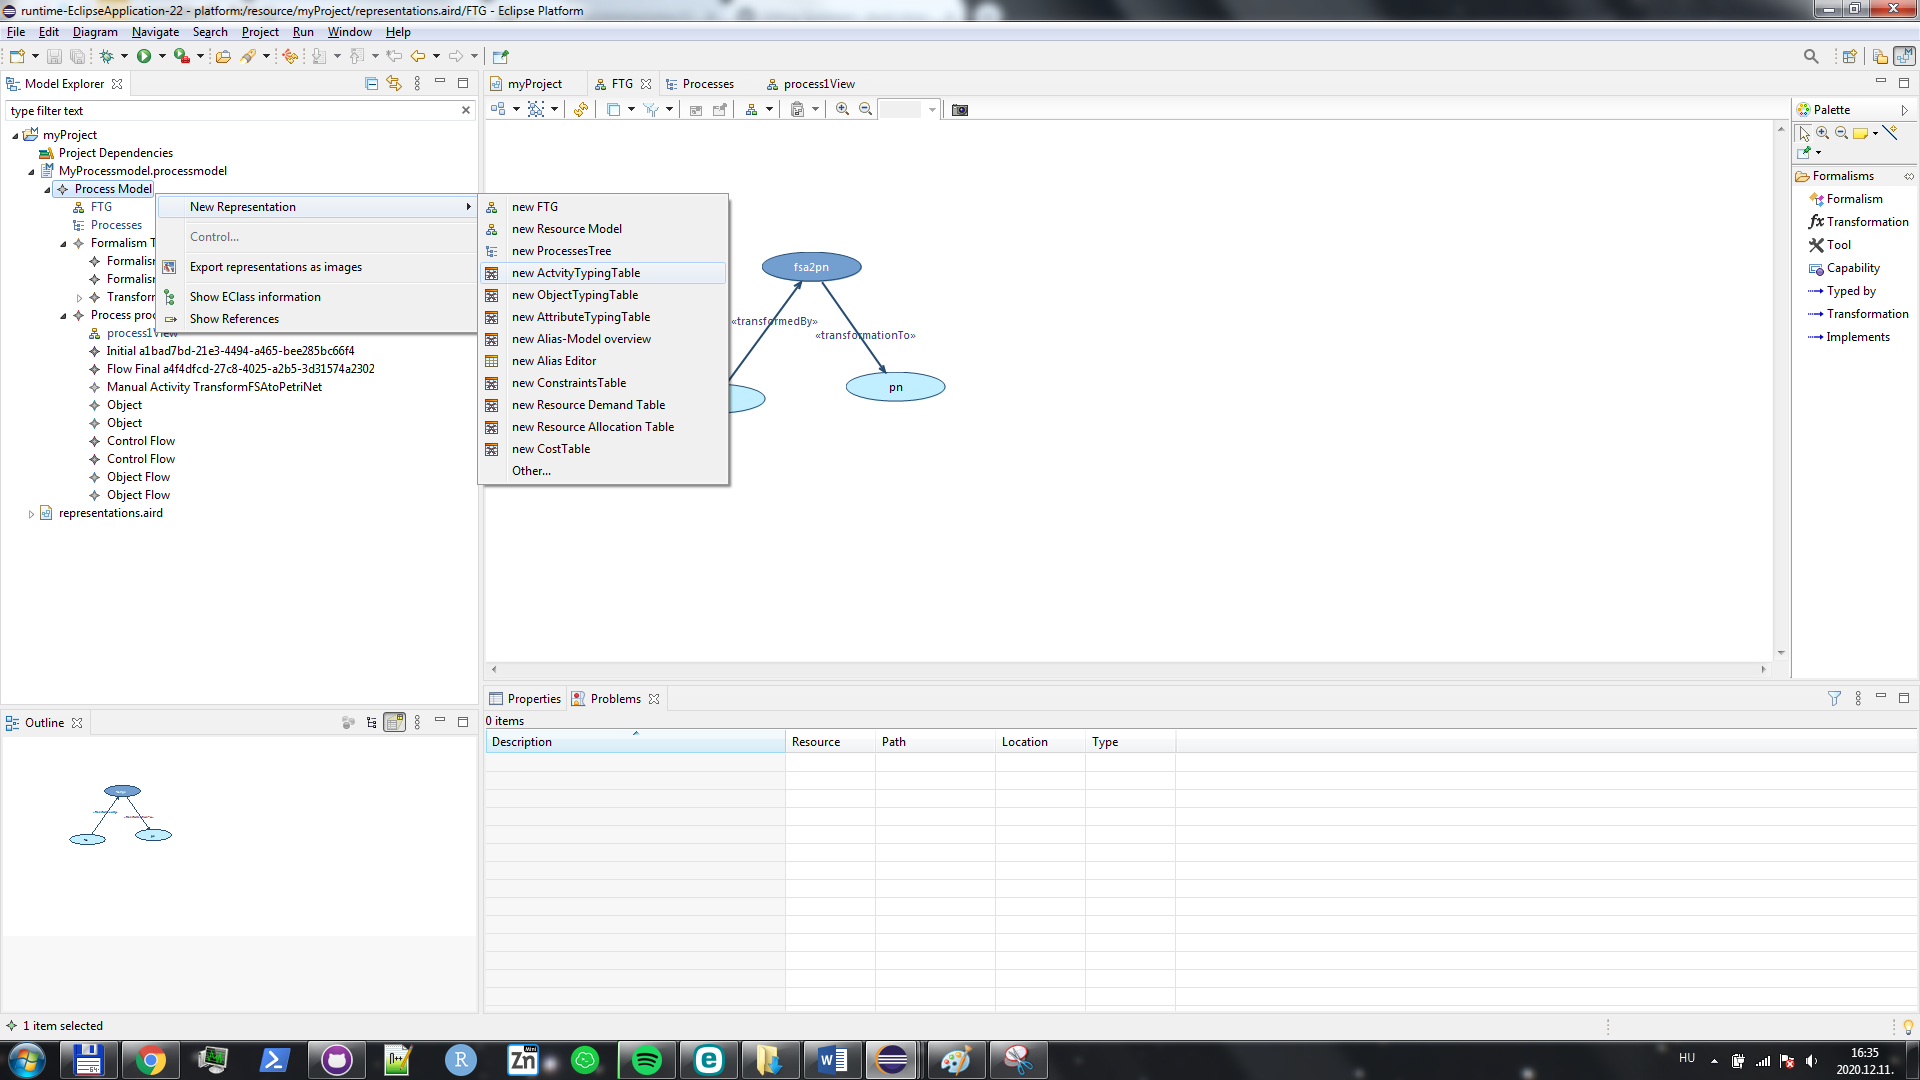 runtime-EclipseApplication-22 - platform:/resource/myProject/representations.aird/FTG - Eclipse Platform
File Edit Diagram Navigate Search Project Run Window Help
Model Explorer
type filter text
myProject
Project Dependencies
MyProcessmodel.processmodel
Process Model
FTG
Processes
Formalism T
Formalisr
Formalisr
Transforr
Process proc
process1View
Initial a1bad7bd-21e3-4494-a465-bee285bc66f4
Flow Final a4f4dfcd-27c8-4025-a2b5-3d31574a2302
Manual Activity TransformFSAtoPetriNet
Object
Object
Control Flow
Control Flow
Object Flow
Object Flow
representations.aird
New Representation
Control...
Export representations as images
Show EClass information
Show References
new FTG
new Resource Model
new ProcessesTree
new ActvityTypingTable
new ObjectTypingTable
new AttributeTypingTable
new Alias-Model overview
new Alias Editor
new ConstraintsTable
new Resource Demand Table
new Resource Allocation Table
new CostTable
Other...
myProject FTG Processes process1View
fsa2pn
«transformedBy»
«transformationTo»
pn
Palette
Formalisms
Formalism
Transformation
Tool
Capability
Typed by
Transformation
Implements
Outline
Properties Problems
0 items
Description Resource Path Location Type
1 item selected
HU
16:35
2020.12.11.